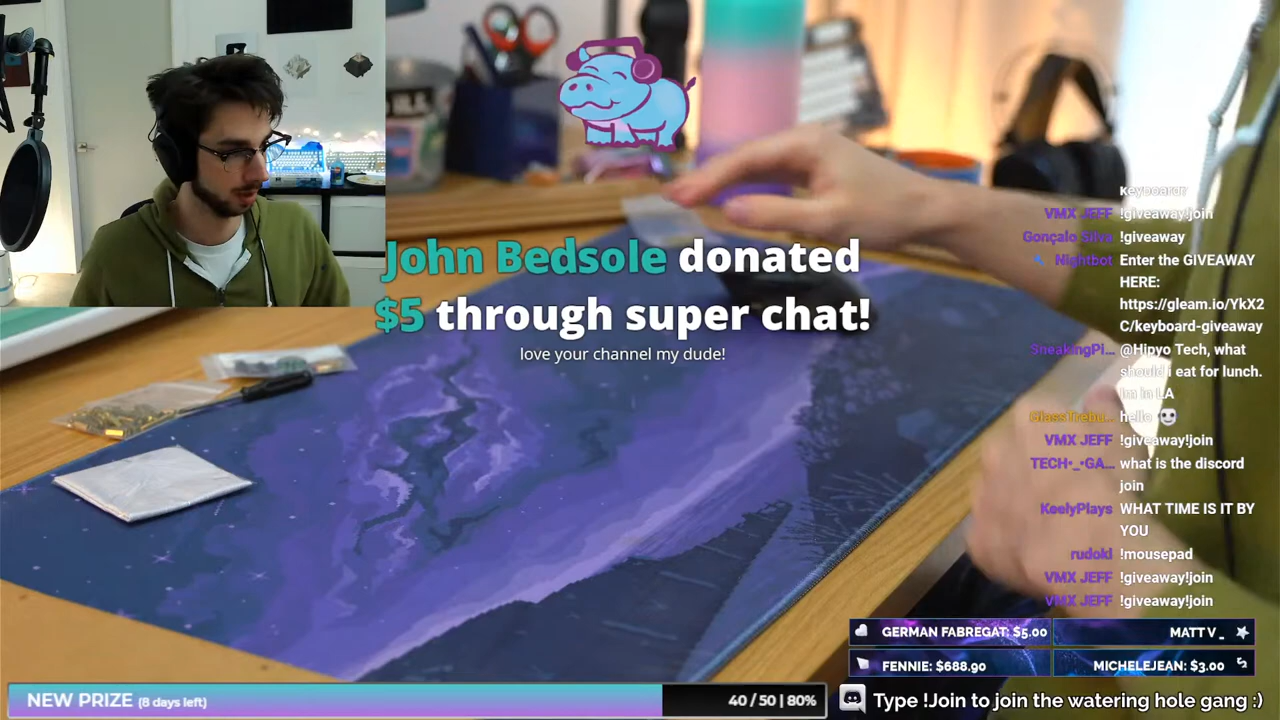 John Bedsole donated
$5 through super chat!
love your channel my dude!
VMX JEFF !giveaway!join
Gonçalo Silva !giveaway
Nightbot Enter the GIVEAWAY
HERE:
https://gleam.io/YkX2
C/keyboard-giveaway
SneakingPi... @Hipyo Tech, what
should i eat for lunch.
Im in LA
GlassTrebu... hello
VMX JEFF !giveaway!join
TECH•_•GA... what is the discord
join
KeelyPlays WHAT TIME IS IT BY
YOU
rudokl !mousepad
VMX JEFF !giveaway!join
VMX JEFF !giveaway!join
GERMAN FABREGAT: $5.00
MATT V _
FENNIE: $688.90
MICHELEJEAN: $3.00
NEW PRIZE (8 days left)
40 / 50 | 80%
Type !Join to join the watering hole gang :)